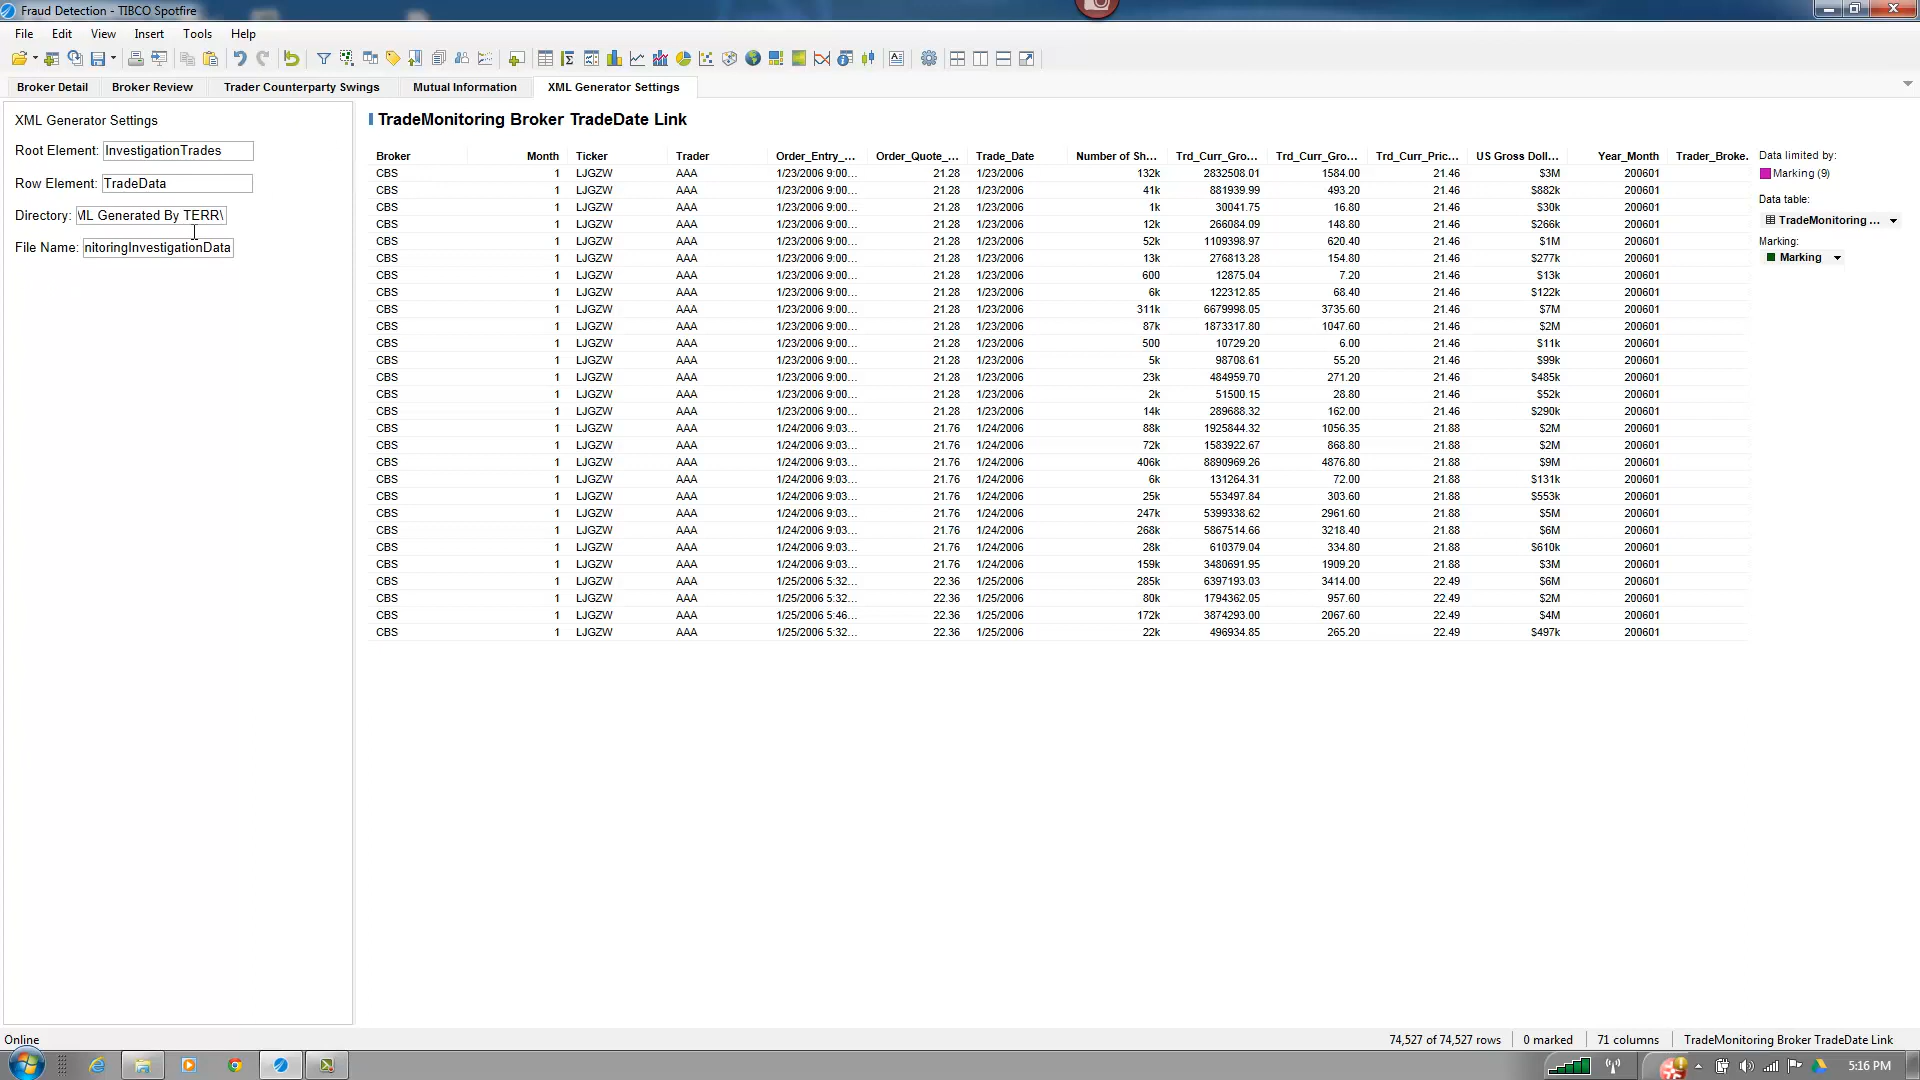 Fraud Detection - TIBCO Spotfire
File Edit View Insert Tools Help
Broker Detail Broker Review Trader Counterparty Swings Mutual Information XML Generator Settings
XML Generator Settings
Root Element: InvestigationTrades
Row Element: TradeData
Directory: ML Generated By TERR\
File Name: nitoringInvestigationData
TradeMonitoring Broker TradeDate Link
Broker Month Ticker Trader Order_Entry_... Order_Quote_... Trade_Date Number of Sh... Trd_Curr_Gro... Trd_Curr_Gro... Trd_Curr_Pric... US Gross Doll... Year_Month Trader_Broke.
CBS 1 LJGZW AAA 1/23/2006 9:00... 21.28 1/23/2006 132k 2832508.01 1584.00 21.46 $3M 200601
CBS 1 LJGZW AAA 1/23/2006 9:00... 21.28 1/23/2006 41k 881939.99 493.20 21.46 $882k 200601
CBS 1 LJGZW AAA 1/23/2006 9:00... 21.28 1/23/2006 1k 30041.75 16.80 21.46 $30k 200601
CBS 1 LJGZW AAA 1/23/2006 9:00... 21.28 1/23/2006 12k 266084.09 148.80 21.46 $266k 200601
CBS 1 LJGZW AAA 1/23/2006 9:00... 21.28 1/23/2006 52k 1109398.97 620.40 21.46 $1M 200601
CBS 1 LJGZW AAA 1/23/2006 9:00... 21.28 1/23/2006 13k 276813.28 154.80 21.46 $277k 200601
CBS 1 LJGZW AAA 1/23/2006 9:00... 21.28 1/23/2006 600 12875.04 7.20 21.46 $13k 200601
CBS 1 LJGZW AAA 1/23/2006 9:00... 21.28 1/23/2006 6k 122312.85 68.40 21.46 $122k 200601
CBS 1 LJGZW AAA 1/23/2006 9:00... 21.28 1/23/2006 311k 6679998.05 3735.60 21.46 $7M 200601
CBS 1 LJGZW AAA 1/23/2006 9:00... 21.28 1/23/2006 87k 1873317.80 1047.60 21.46 $2M 200601
CBS 1 LJGZW AAA 1/23/2006 9:00... 21.28 1/23/2006 500 10729.20 6.00 21.46 $11k 200601
CBS 1 LJGZW AAA 1/23/2006 9:00... 21.28 1/23/2006 5k 98708.61 55.20 21.46 $99k 200601
CBS 1 LJGZW AAA 1/23/2006 9:00... 21.28 1/23/2006 23k 484959.70 271.20 21.46 $485k 200601
CBS 1 LJGZW AAA 1/23/2006 9:00... 21.28 1/23/2006 2k 51500.15 28.80 21.46 $52k 200601
CBS 1 LJGZW AAA 1/23/2006 9:00... 21.28 1/23/2006 14k 289688.32 162.00 21.46 $290k 200601
CBS 1 LJGZW AAA 1/24/2006 9:03... 21.76 1/24/2006 88k 1925844.32 1056.35 21.88 $2M 200601
CBS 1 LJGZW AAA 1/24/2006 9:03... 21.76 1/24/2006 72k 1583922.67 868.80 21.88 $2M 200601
CBS 1 LJGZW AAA 1/24/2006 9:03... 21.76 1/24/2006 406k 8890969.26 4876.80 21.88 $9M 200601
CBS 1 LJGZW AAA 1/24/2006 9:03... 21.76 1/24/2006 6k 131264.31 72.00 21.88 $131k 200601
CBS 1 LJGZW AAA 1/24/2006 9:03... 21.76 1/24/2006 25k 553497.84 303.60 21.88 $553k 200601
CBS 1 LJGZW AAA 1/24/2006 9:03... 21.76 1/24/2006 247k 5399338.62 2961.60 21.88 $5M 200601
CBS 1 LJGZW AAA 1/24/2006 9:03... 21.76 1/24/2006 268k 5867514.66 3218.40 21.88 $6M 200601
CBS 1 LJGZW AAA 1/24/2006 9:03... 21.76 1/24/2006 28k 610379.04 334.80 21.88 $610k 200601
CBS 1 LJGZW AAA 1/24/2006 9:03... 21.76 1/24/2006 159k 3480691.95 1909.20 21.88 $3M 200601
CBS 1 LJGZW AAA 1/25/2006 5:32... 22.36 1/25/2006 285k 6397193.03 3414.00 22.49 $6M 200601
CBS 1 LJGZW AAA 1/25/2006 5:32... 22.36 1/25/2006 80k 1794362.05 957.60 22.49 $2M 200601
CBS 1 LJGZW AAA 1/25/2006 5:46... 22.36 1/25/2006 172k 3874293.00 2067.60 22.49 $4M 200601
CBS 1 LJGZW AAA 1/25/2006 5:32... 22.36 1/25/2006 22k 496934.85 265.20 22.49 $497k 200601
Data limited by:
Marking (9)
Data table:
TradeMonitoring ...
Marking:
Marking
Online 74,527 of 74,527 rows 0 marked 71 columns TradeMonitoring Broker TradeDate Link
5:16 PM